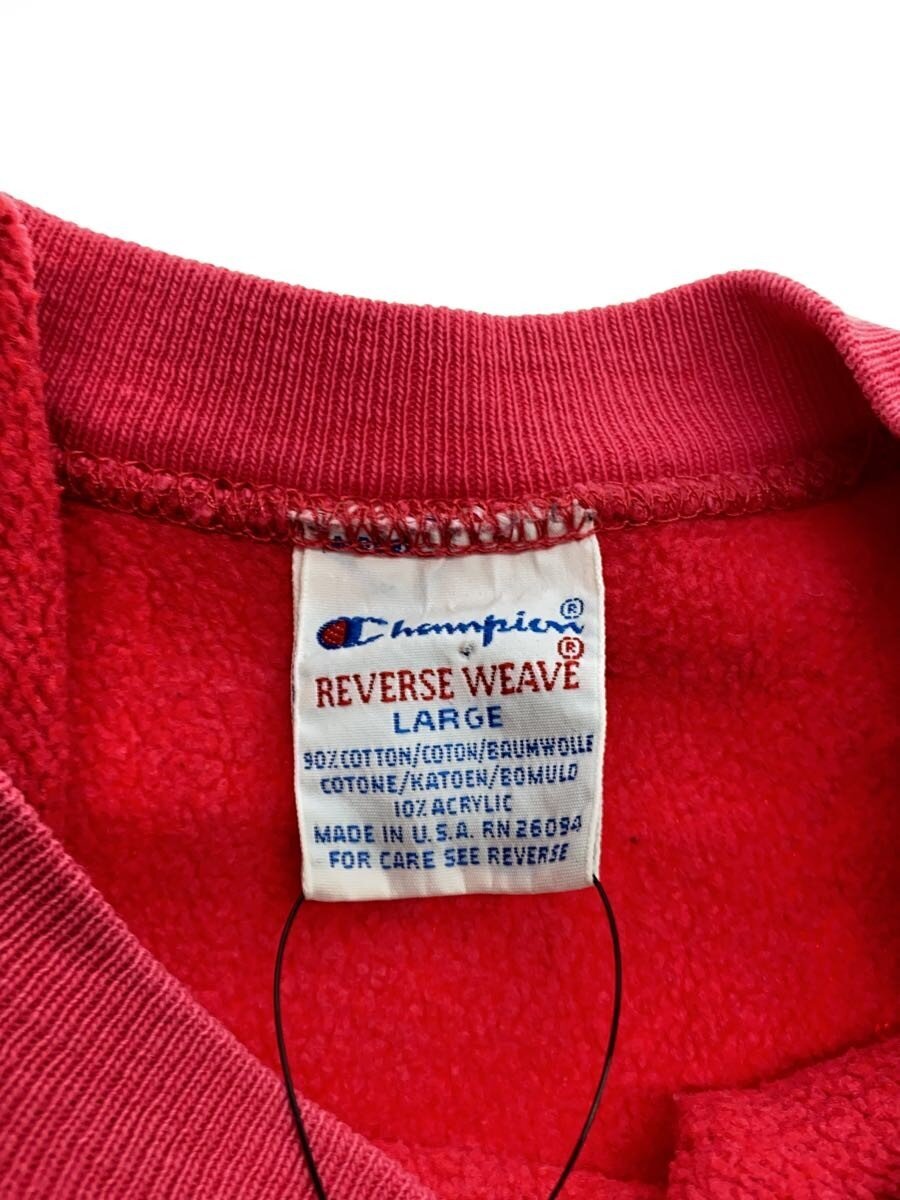 Champion®
REVERSE WEAVE®
LARGE
90% COTTON/COTON/BAUMWOLLE
COTONE/KATOEN/BOMULD
10% ACRYLIC
MADE IN U.S.A. RN 26094
FOR CARE SEE REVERSE